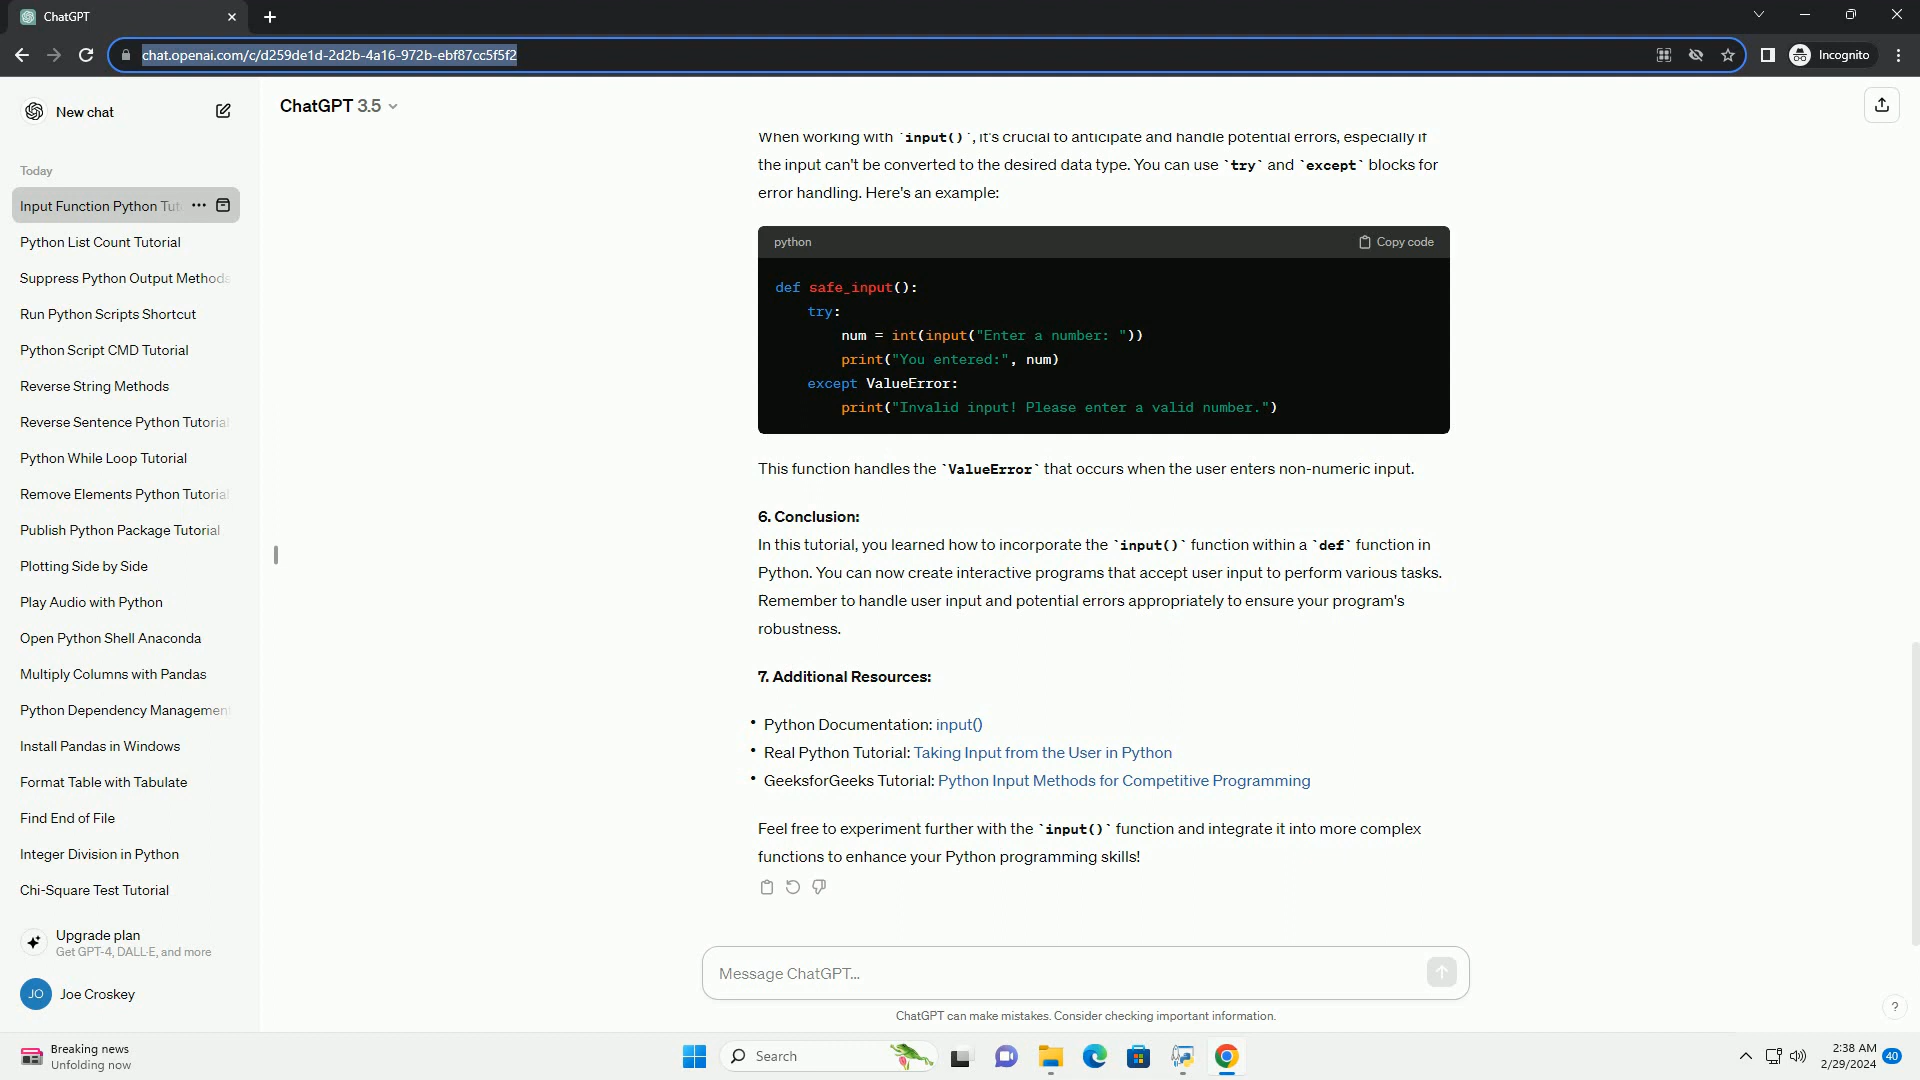 ChatGPT
chat.openai.com/c/d259de1d-2d2b-4a16-972b-ebf87cc5f5f2
Incognito
New chat
Today
Input Function Python Tut
Python List Count Tutorial
Suppress Python Output Methods
Run Python Scripts Shortcut
Python Script CMD Tutorial
Reverse String Methods
Reverse Sentence Python Tutorial
Python While Loop Tutorial
Remove Elements Python Tutorial
Publish Python Package Tutorial
Plotting Side by Side
Play Audio with Python
Open Python Shell Anaconda
Multiply Columns with Pandas
Python Dependency Management
Install Pandas in Windows
Format Table with Tabulate
Find End of File
Integer Division in Python
Chi-Square Test Tutorial
Upgrade plan
Get GPT-4, DALL·E, and more
JO Joe Croskey
ChatGPT 3.5
When working with `input()`, it's crucial to anticipate and handle potential errors, especially if
the input can't be converted to the desired data type. You can use `try` and `except` blocks for
error handling. Here's an example:
python Copy code
def safe_input():
try:
num = int(input("Enter a number: "))
print("You entered:", num)
except ValueError:
print("Invalid input! Please enter a valid number.")
This function handles the `ValueError` that occurs when the user enters non-numeric input.
6. Conclusion:
In this tutorial, you learned how to incorporate the `input()` function within a `def` function in
Python. You can now create interactive programs that accept user input to perform various tasks.
Remember to handle user input and potential errors appropriately to ensure your program's
robustness.
7. Additional Resources:
• Python Documentation: input()
• Real Python Tutorial: Taking Input from the User in Python
• GeeksforGeeks Tutorial: Python Input Methods for Competitive Programming
Feel free to experiment further with the `input()` function and integrate it into more complex
functions to enhance your Python programming skills!
Message ChatGPT...
ChatGPT can make mistakes. Consider checking important information.
?
Breaking news
Unfolding now
Search
2:38 AM
2/29/2024
40